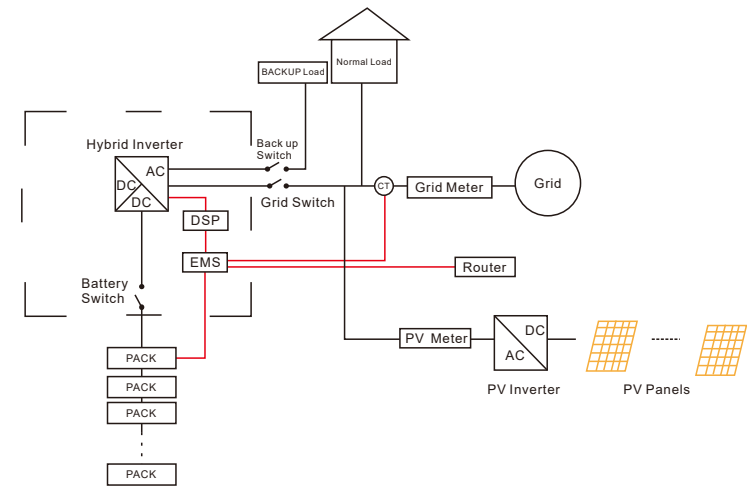 Normal Load
BACKUP Load
Hybrid Inverter
Back up
Switch
AC
DC
DC
CT
Grid Meter
Grid
Grid Switch
DSP
EMS
Router
Battery
Switch
PV Meter
DC
AC
PACK
PV Inverter
PV Panels
PACK
PACK
PACK